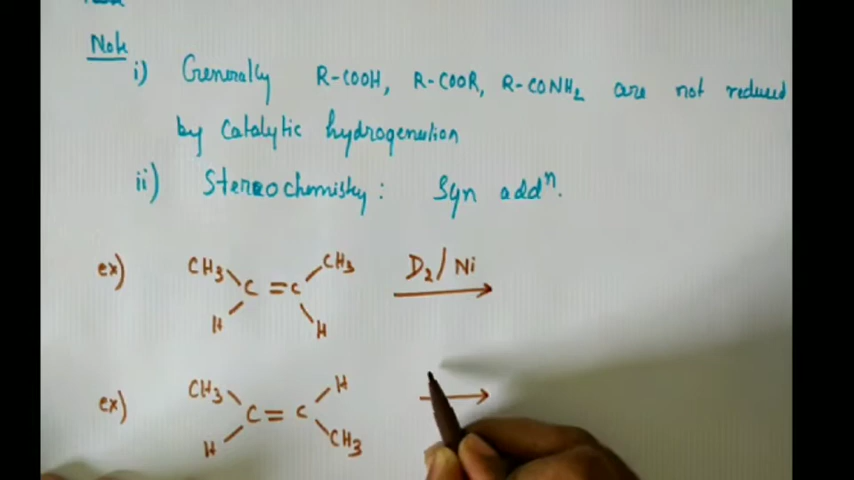 Note
i) Generally R-COOH, R-COOR, R-CONH2 are not reduced
by catalytic hydrogenation
ii) Stereochemisty: Syn addn.
ex) CH3 C=C CH3 H H D2/Ni
ex) CH3 C=C H H CH3